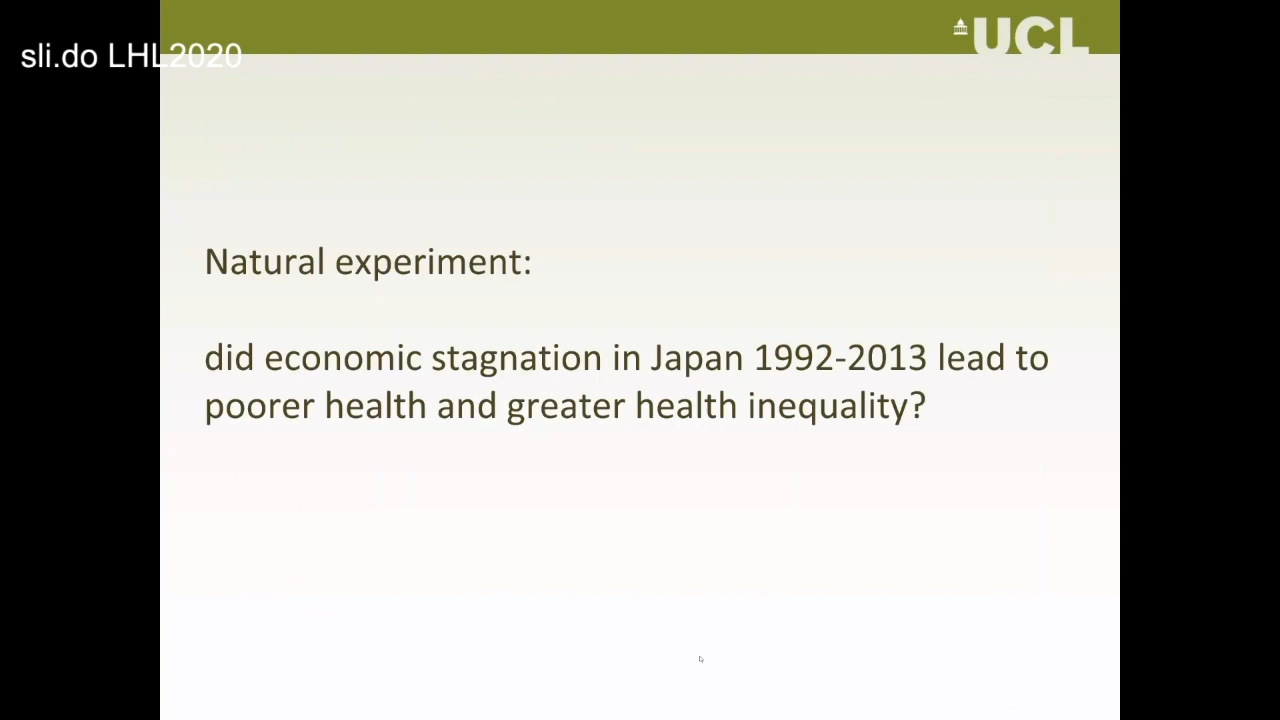 sli.do LHL2020
UCL
Natural experiment:
did economic stagnation in Japan 1992-2013 lead to
poorer health and greater health inequality?